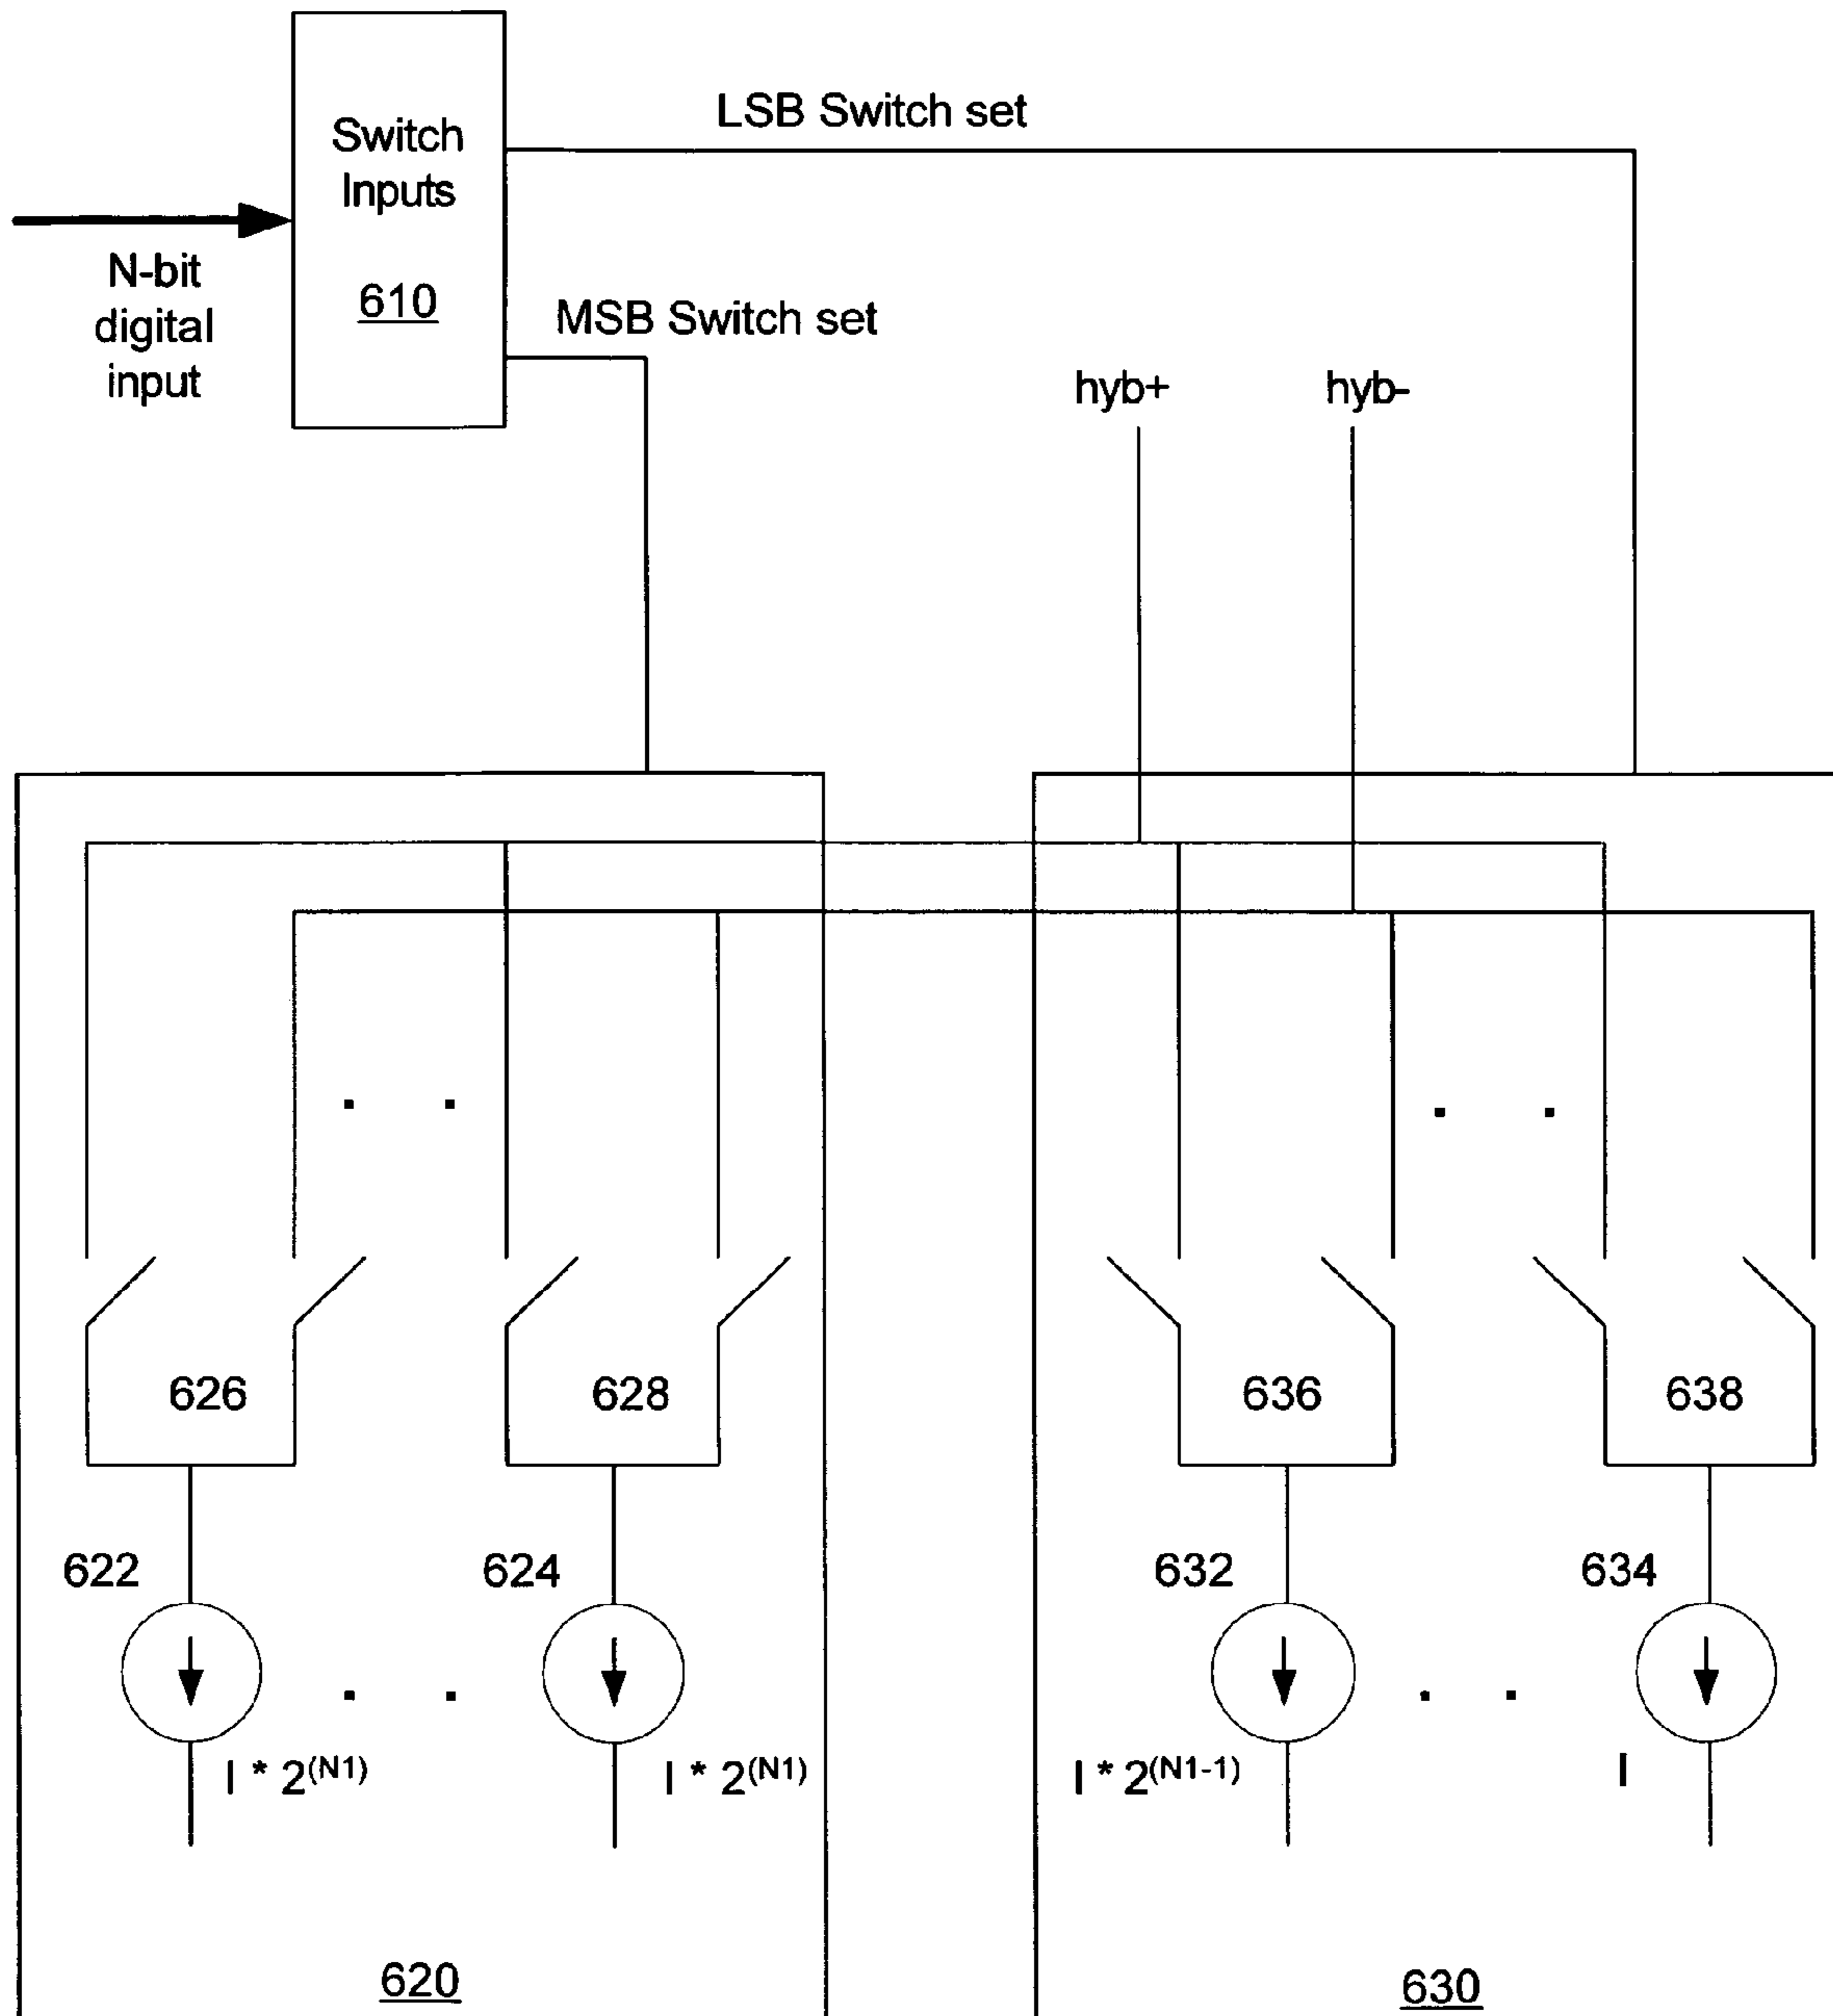 LSB Switch set
Switch
Inputs
610
N-bit
digital
input
MSB Switch set
hyb+
hyb-
626
628
636
638
622
624
632
634
I * 2(N1)
I * 2(N1)
I * 2(N1-1)
I
620
630